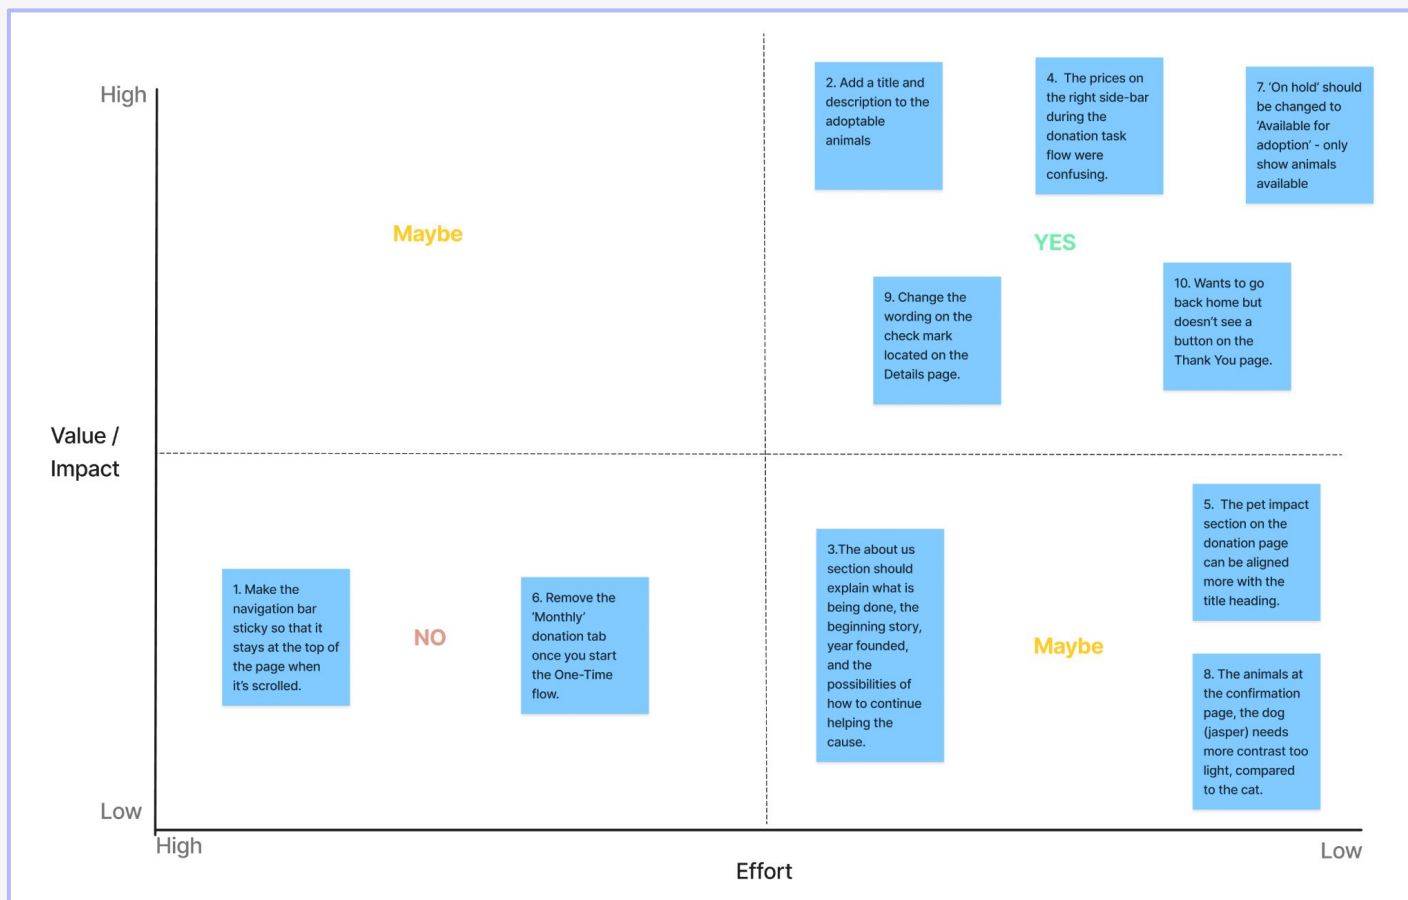 High
2. Add a title and
description to the
adoptable
animals
4.  The prices on
the right side-bar
during the
donation task
flow were
confusing.
7. ‘On hold’ should
be changed to
‘Available for
adoption’ - only
show animals
available
Maybe
YES
9. Change the
wording on the
check mark
located on the
Details page.
10. Wants to go
back home but
doesn’t see a
button on the
Thank You page.
Value /
Impact
1. Make the
navigation bar
sticky so that it
stays at the top of
the page when
it’s scrolled.
NO
6. Remove the
‘Monthly’
donation tab
once you start
the One-Time
flow.
3.The about us
section should
explain what is
being done, the
beginning story,
year founded,
and the
possibilities of
how to continue
helping the
cause.
Maybe
5.  The pet impact
section on the
donation page
can be aligned
more with the
title heading.
8. The animals at
the confirmation
page, the dog
(jasper) needs
more contrast too
light, compared
to the cat.
Low
High
Effort
Low